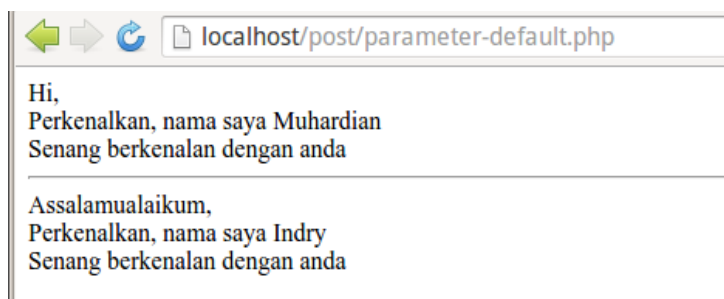 localhost/post/parameter-default.php
Hi,
Perkenalkan, nama saya Muhardian
Senang berkenalan dengan anda
Assalamualaikum,
Perkenalkan, nama saya Indry
Senang berkenalan dengan anda